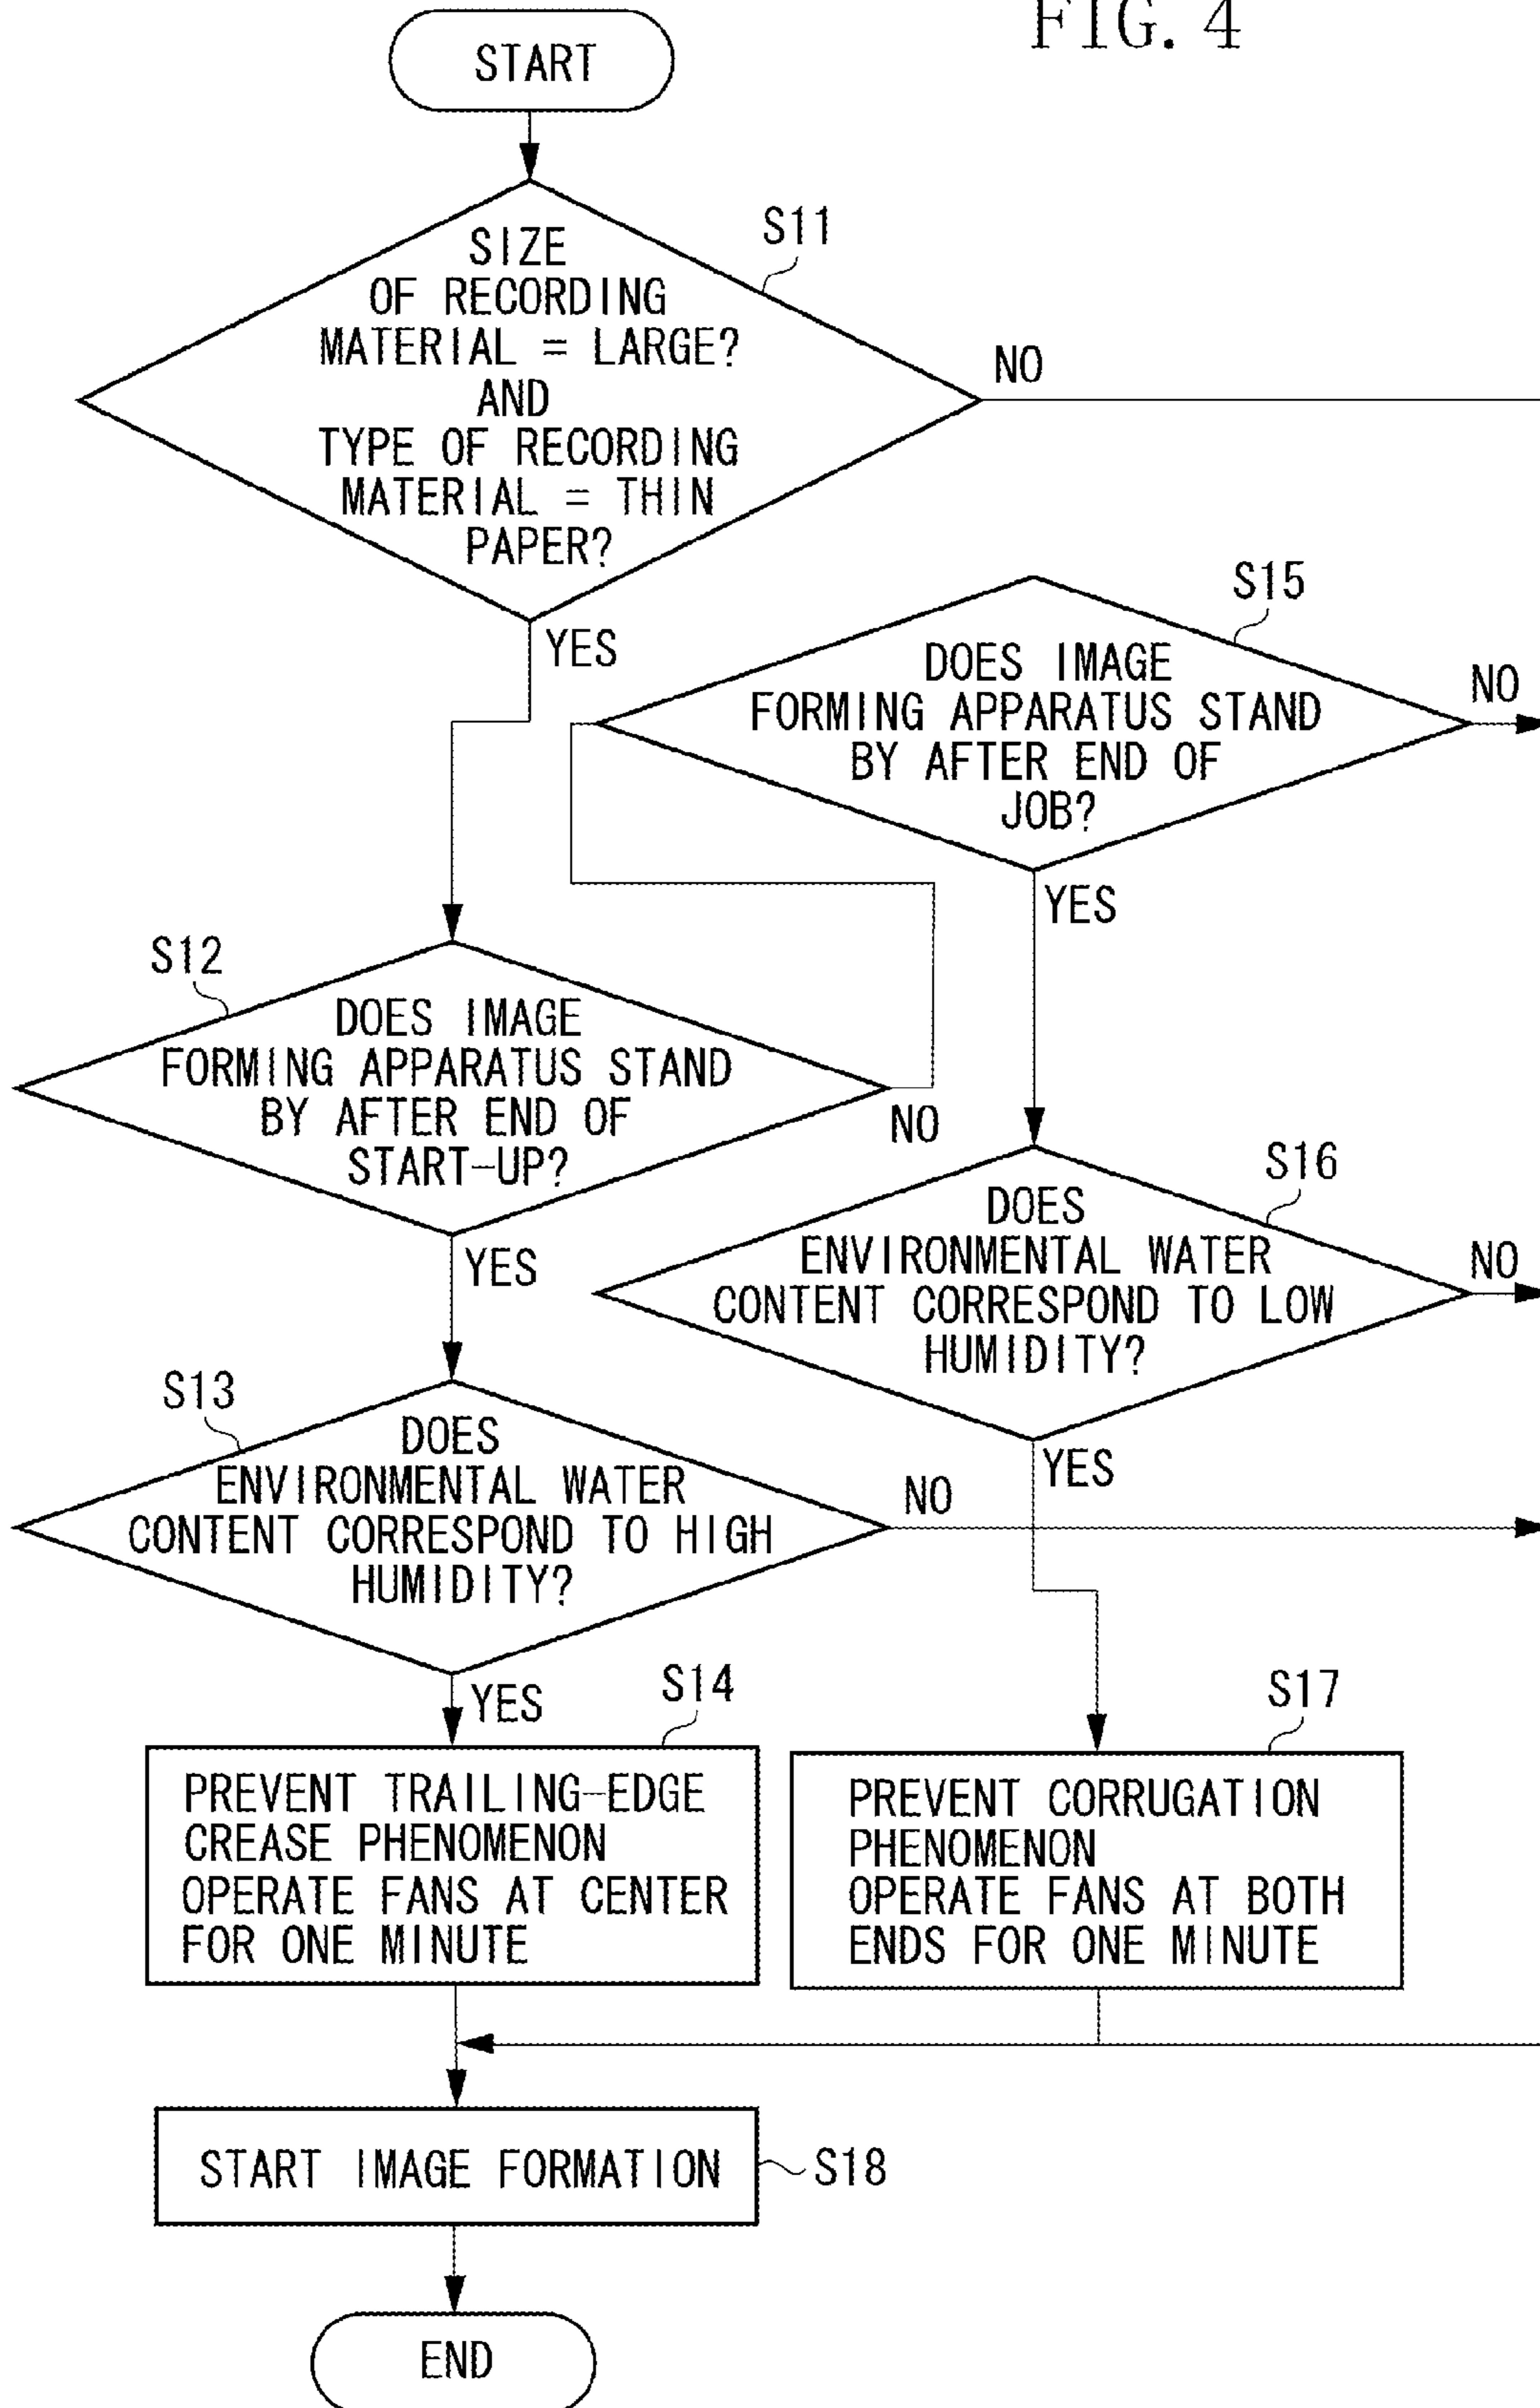 FIG. 4
START
S11
SIZE
OF RECORDING
MATERIAL = LARGE?
AND
TYPE OF RECORDING
MATERIAL = THIN
PAPER?
NO
YES
S15
DOES IMAGE
FORMING APPARATUS STAND
BY AFTER END OF
JOB?
NO
YES
S12
DOES IMAGE
FORMING APPARATUS STAND
BY AFTER END OF
START-UP?
NO
YES
S16
DOES
ENVIRONMENTAL WATER
CONTENT CORRESPOND TO LOW
HUMIDITY?
NO
YES
S13
DOES
ENVIRONMENTAL WATER
CONTENT CORRESPOND TO HIGH
HUMIDITY?
NO
YES
S14
PREVENT TRAILING-EDGE
CREASE PHENOMENON
OPERATE FANS AT CENTER
FOR ONE MINUTE
S17
PREVENT CORRUGATION
PHENOMENON
OPERATE FANS AT BOTH
ENDS FOR ONE MINUTE
START IMAGE FORMATION
S18
END